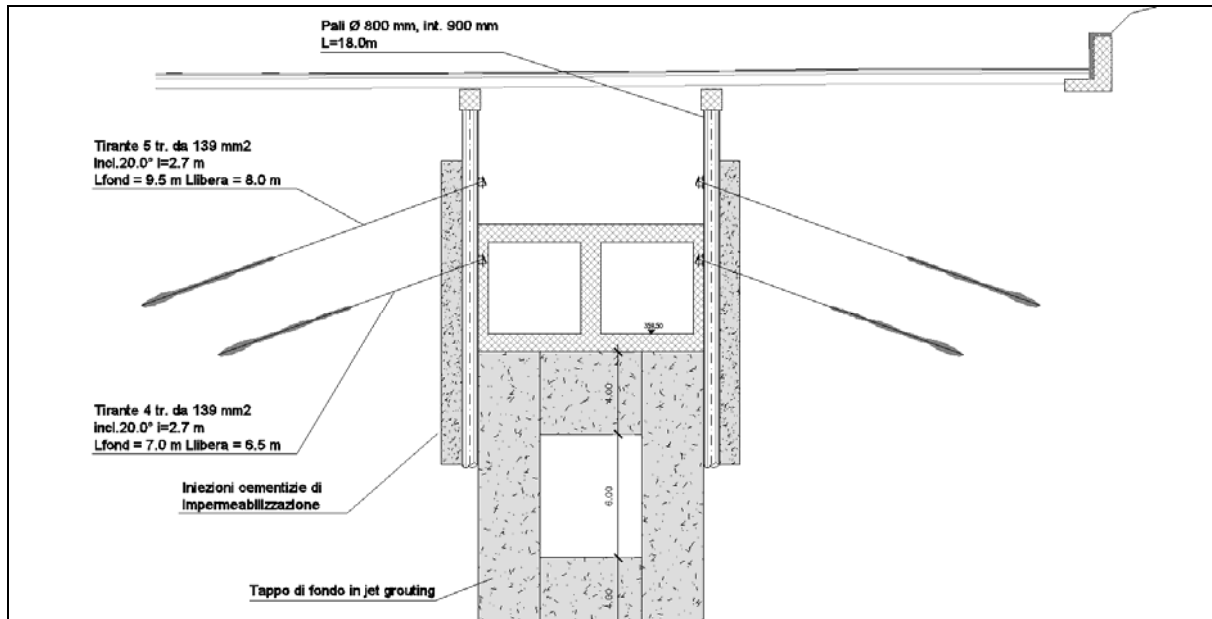 Pali Ø 800 mm, int. 900 mm
L=18.0m
Tirante 5 tr. da 139 mm2
incl.20.0° i=2.7 m
Lfond = 9.5 m Llibera = 8.0 m
4.00
Tirante 4 tr. da 139 mm2
incl.20.0° i=2.7 m
Lfond = 7.0 m Llibera = 6.5 m
Iniezioni cementizie di
impermeabilizzazione
6.00
Tappo di fondo in jet grouting
4.00